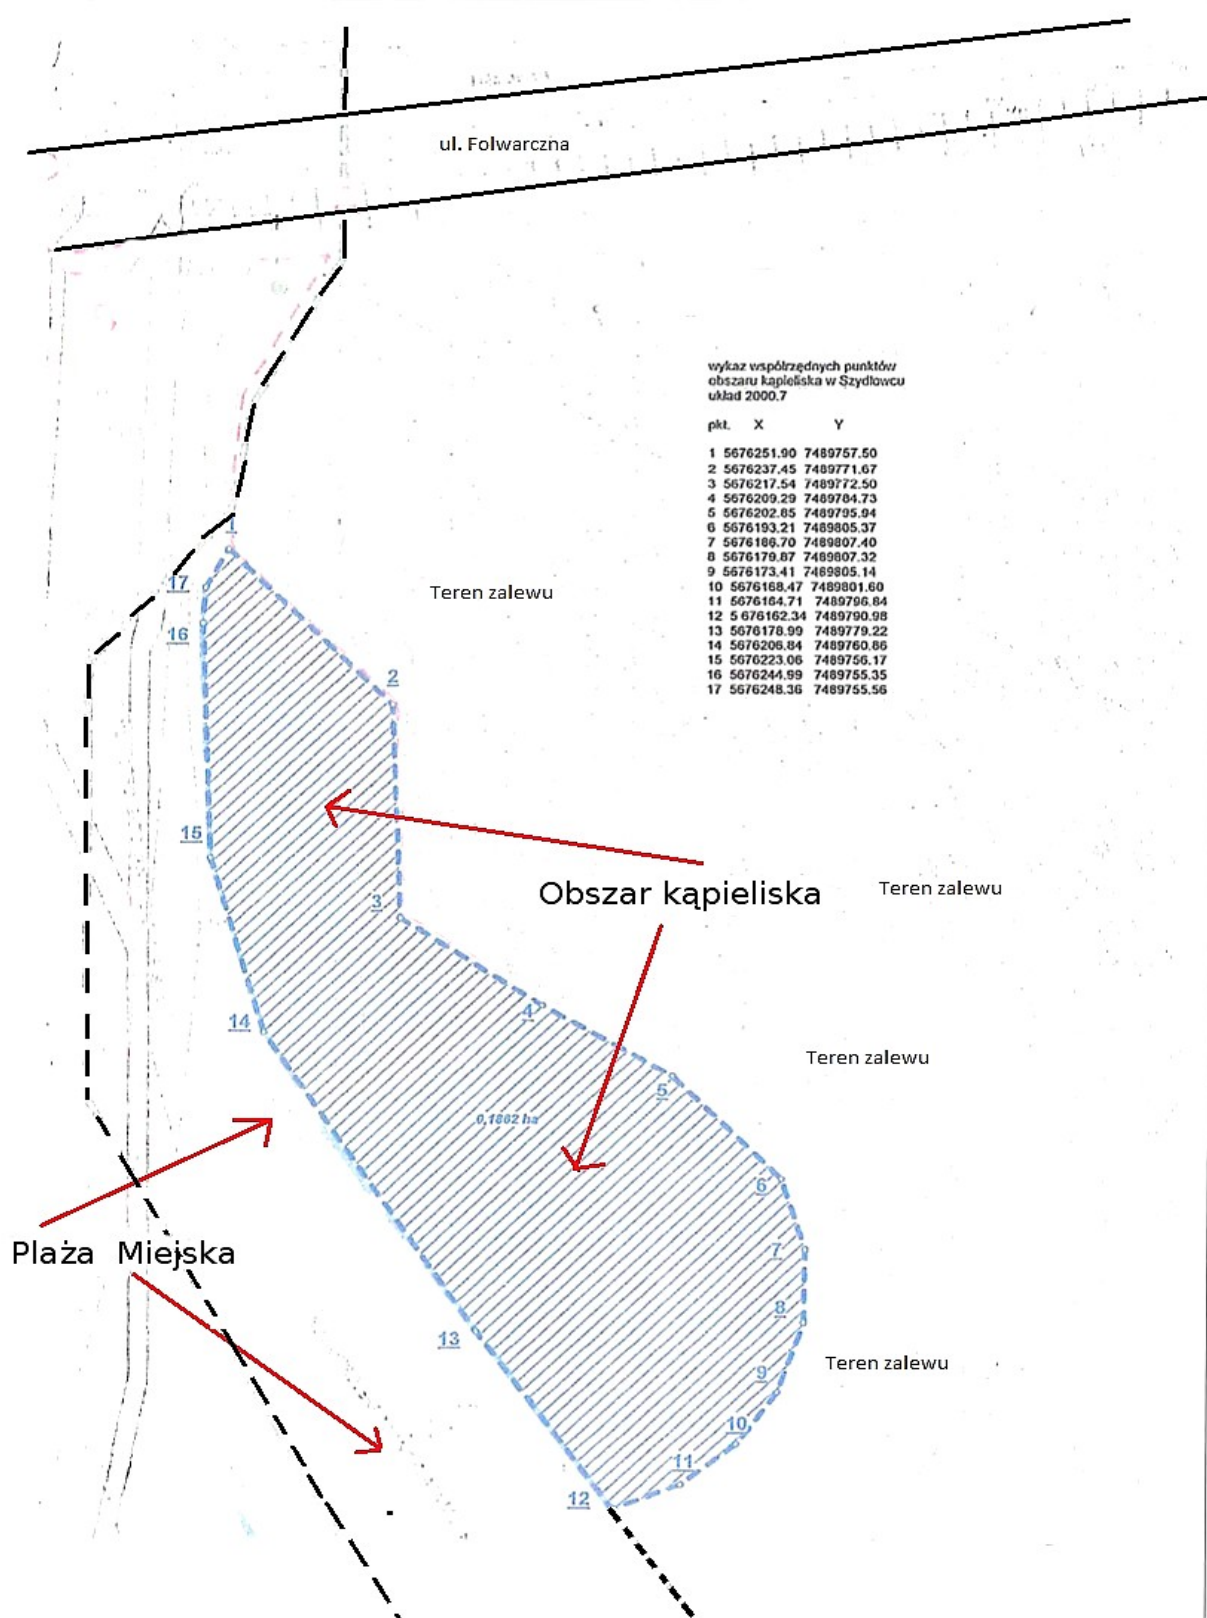 ul. Folwarczna
wykaz współrzędnych punktów
obszaru kąpieliska w Szydłowcu
układ 2000.7
pkt. X Y
1 5676251.90 7489757.50
2 5676237.45 7489771.67
3 5676217.54 7489772.50
4 5676209.29 7489784.73
5 5676202.85 7489795.94
6 5676193.21 7489805.37
7 5676186.70 7489807.40
8 5676179.87 7489807.32
9 5676173.41 7489805.14
10 5676168.47 7489801.60
11 5676164.71 7489796.84
12 5 676162.34 7489790.98
13 5676178.99 7489779.22
14 5676206.84 7489760.86
15 5676223.06 7489756.17
16 5676244.99 7489755.35
17 5676248.36 7489755.56
1
17
Teren zalewu
16
2
15
Obszar kąpieliska
Teren zalewu
3
4
14
Teren zalewu
5
0,1862 ha
6
7
Plaża Miejska
8
13
Teren zalewu
9
10
11
12